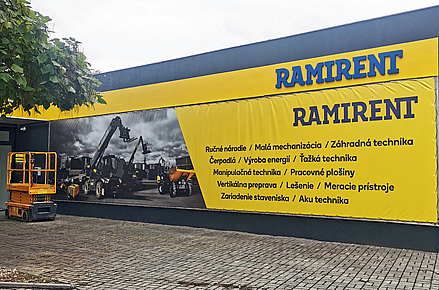 RAMIRENT
RAMIRENT
Ručné náradie / Malá mechanizácia / Záhradná technika
Čerpadlá / Výroba energií / Ťažká technika
Manipulačná technika / Pracovné plošiny
Vertikálna preprava / Lešenie / Meracie prístroje
Zariadenie staveniska / Aku technika